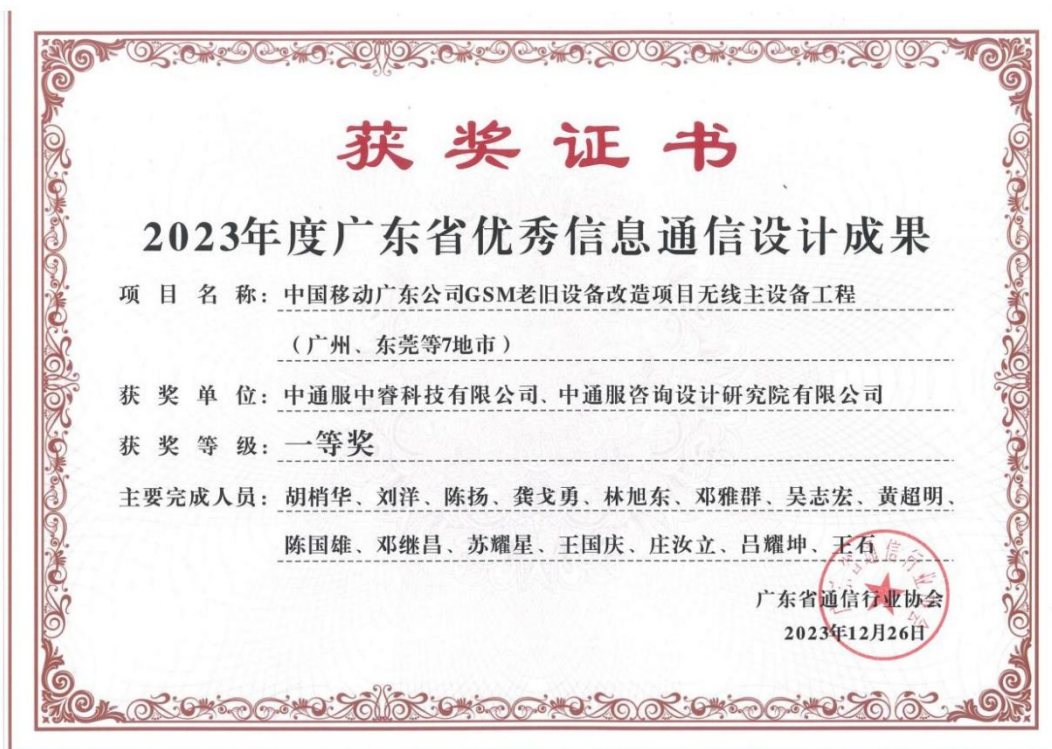 获奖证书
2023年度广东省优秀信息通信设计成果
项目名称：中国移动广东公司GSM老旧设备改造项目无线主设备工程
（广州、东莞等7地市）
获奖单位：中通服中睿科技有限公司、中通服咨询设计研究院有限公司
获奖等级：一等奖
主要完成人员：胡梢华、刘洋、陈扬、龚戈勇、林旭东、邓雅群、吴志宏、黄超明、
陈国雄、邓继昌、苏耀星、王国庆、庄汝立、吕耀坤、王石
广东省通信行业协会
2023年12月26日